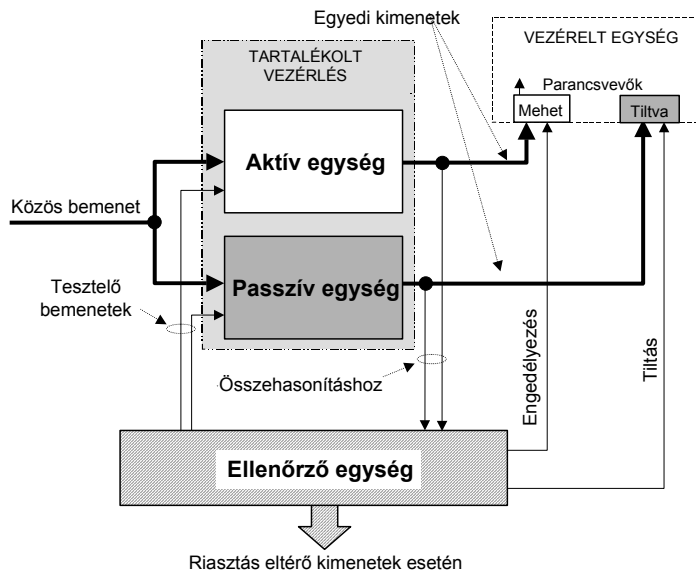 Egyedi kimenetek
TARTALÉKOLT
VEZÉRLÉS
VEZÉRELT EGYSÉG
Parancsvevők
Mehet
Tiltva
Aktív egység
Közös bemenet
Passzív egység
Tesztelő
bemenetek
Összehasonításhoz
Engedélyezés
Tiltás
Ellenőrző egység
Riasztás eltérő kimenetek esetén